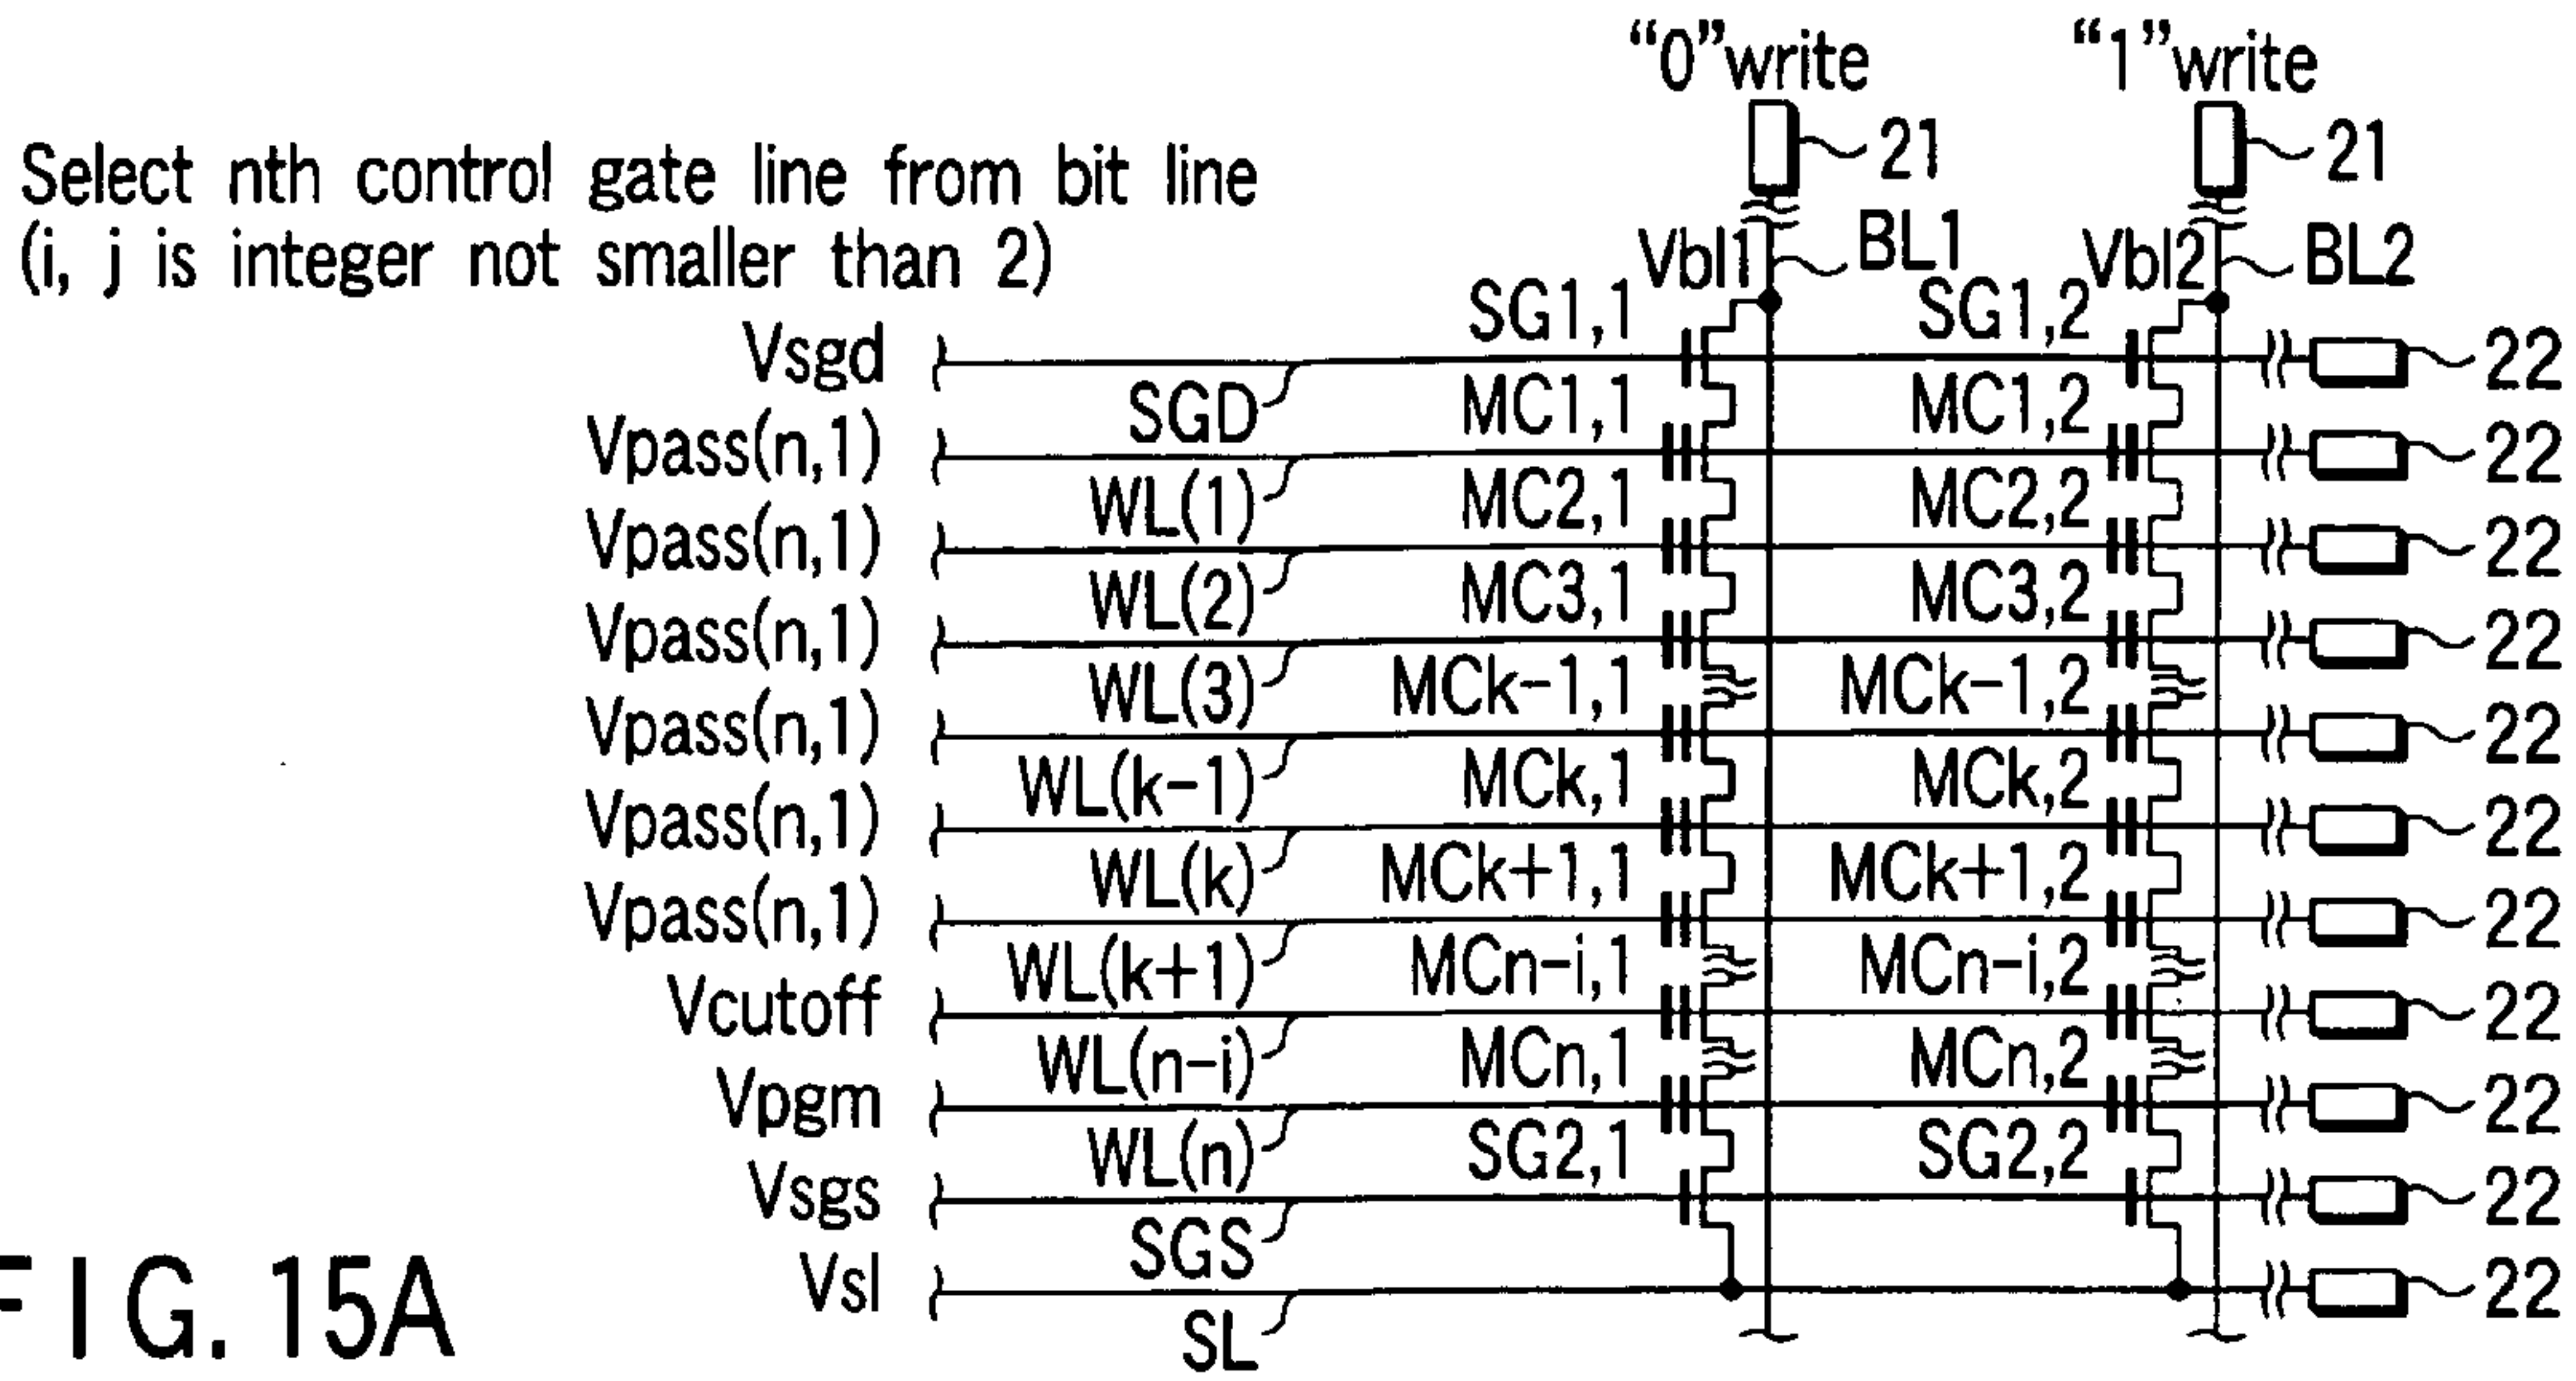 “0”write “1”write
21 21
Select nth control gate line from bit line
(i, j is integer not smaller than 2)
Vbl1 BL1 Vbl2 BL2
SG1,1 SG1,2
Vsgd 22
SGD MC1,1 MC1,2
Vpass(n,1) 22
WL(1) MC2,1 MC2,2
Vpass(n,1) 22
WL(2) MC3,1 MC3,2
Vpass(n,1) 22
WL(3) MCk-1,1 MCk-1,2
Vpass(n,1) 22
WL(k-1) MCk,1 MCk,2
Vpass(n,1) 22
WL(k) MCk+1,1 MCk+1,2
Vpass(n,1) 22
WL(k+1) MCn-i,1 MCn-i,2
Vcutoff 22
WL(n-i) MCn,1 MCn,2
Vpgm 22
WL(n) SG2,1 SG2,2
Vsgs 22
SGS
Vsl 22
SL
FIG. 15A